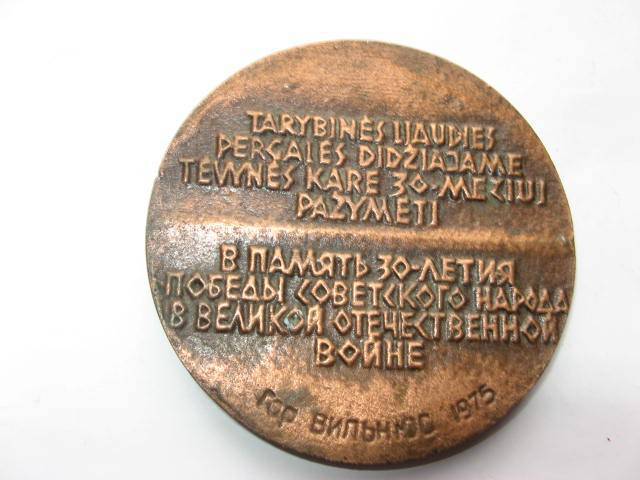 TARYBINĖS LIAUDIES
PERGALĖS DIDŽIAJAME
TĖVYNĖS KARE 30-MEČIUI
PAŽYMĖTI
В ПАМЯТЬ 30-ЛЕТИЯ
ПОБЕДЫ СОВЕТСКОГО НАРОДА
В ВЕЛИКОЙ ОТЕЧЕСТВЕННОЙ
ВОЙНЕ
Гор ВИЛЬНЮС 1975